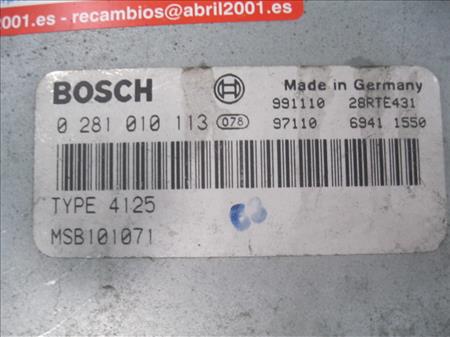 2001.es - recambios@abril2001.es
BOSCH
Made in Germany
991110 28RTE431
0 281 010 113 078 97110 6941 1550
TYPE 4125
MSB101071